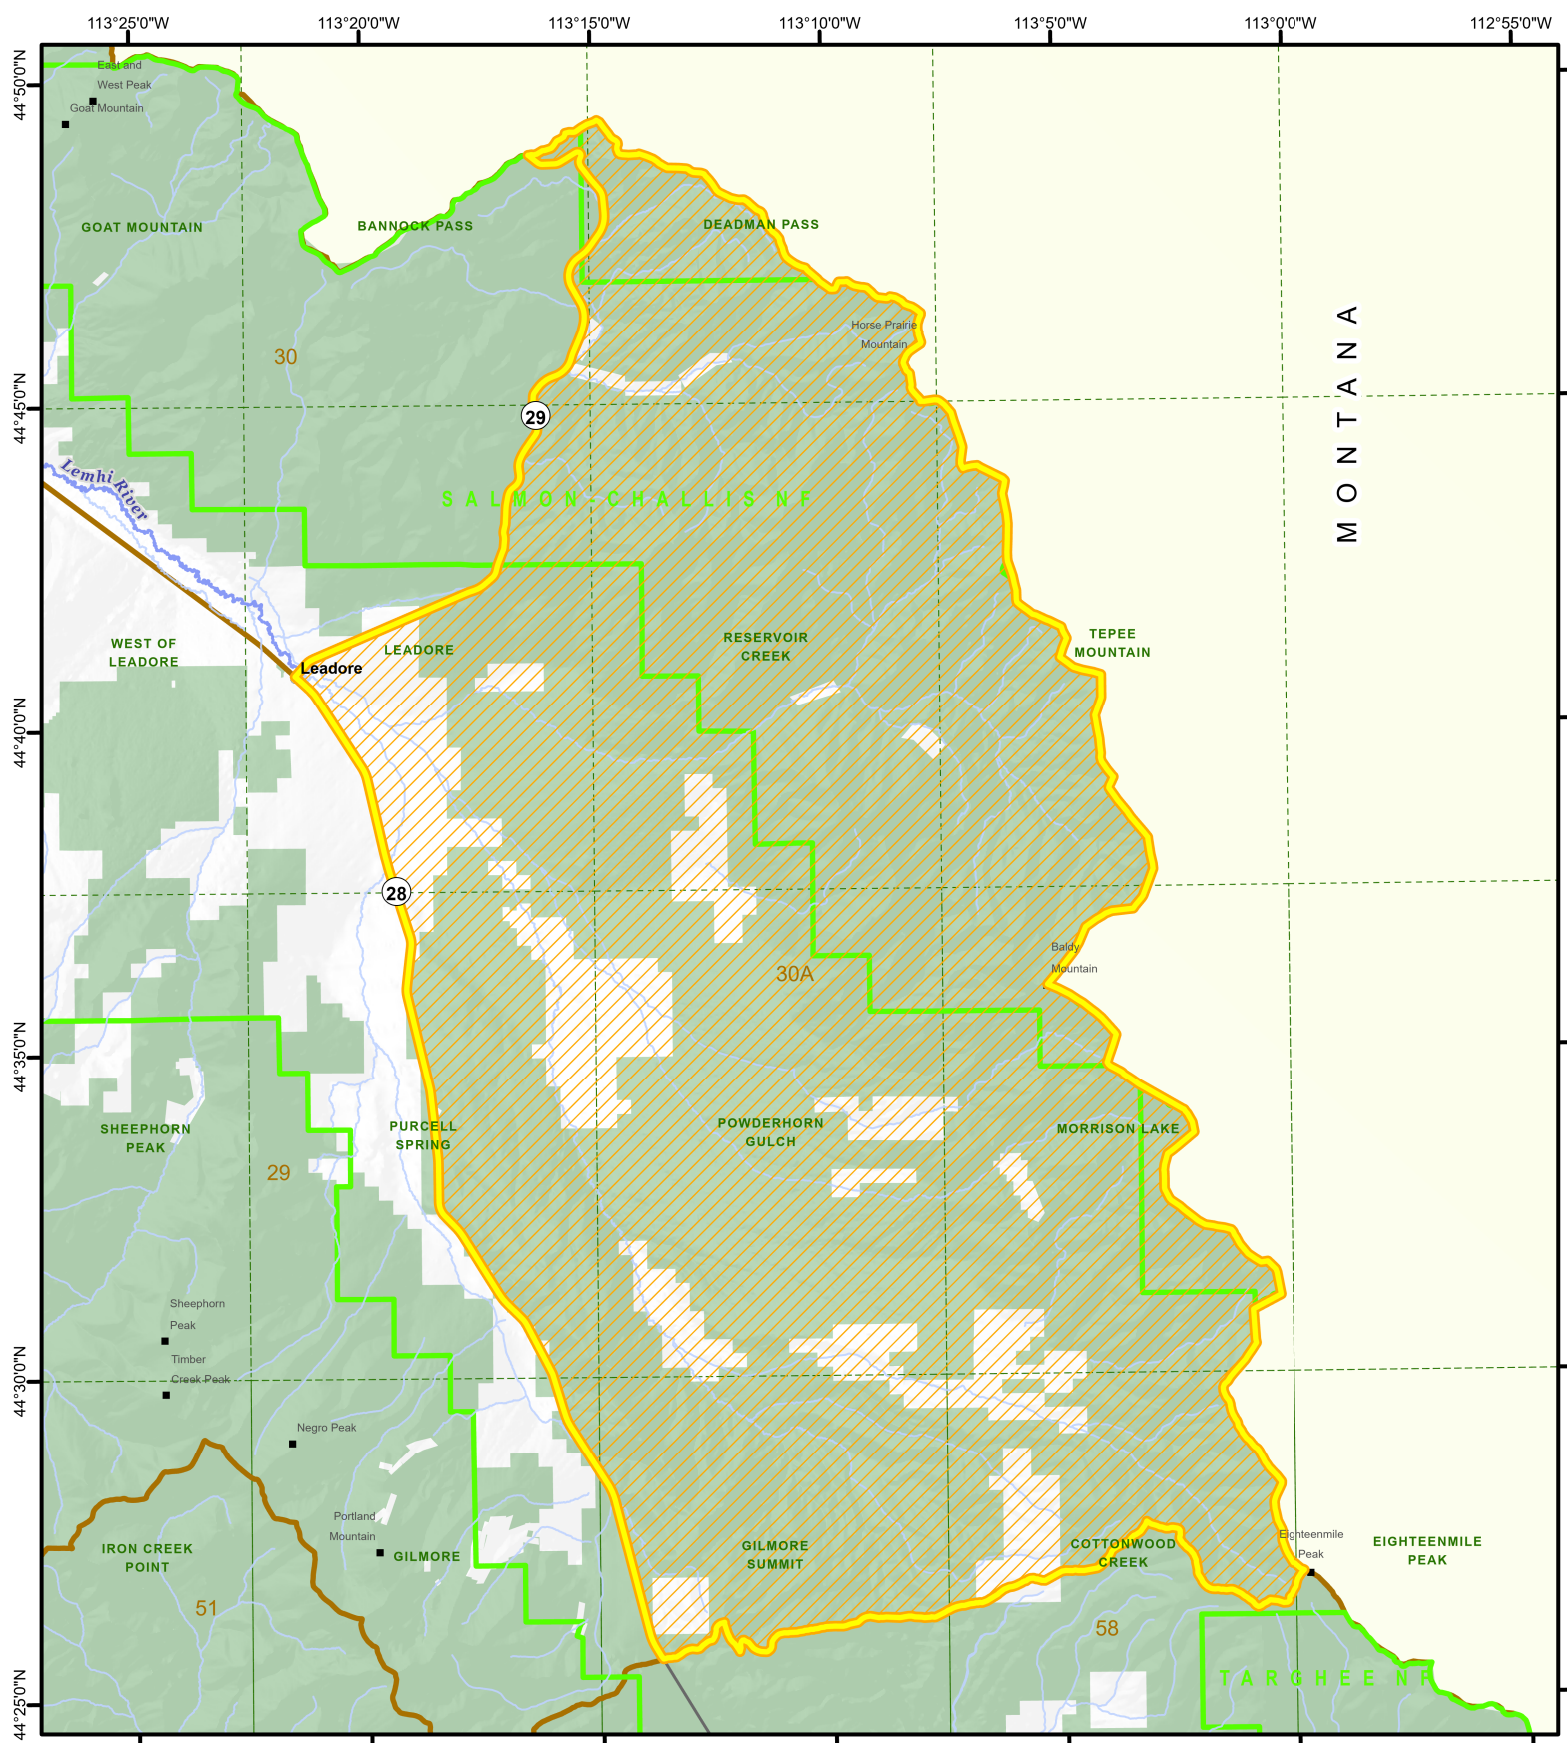 113°25'0"W
113°20'0"W
113°15'0"W
113°10'0"W
113°5'0"W
113°0'0"W
112°55'0"W
44°50'0"N
44°45'0"N
44°40'0"N
44°35'0"N
44°30'0"N
44°25'0"N
East and
West Peak
Goat Mountain
GOAT MOUNTAIN
BANNOCK PASS
DEADMAN PASS
Horse Prairie
Mountain
30
MONTANA
29
Lemhi River
SALMON-CHALLIS NF
WEST OF
LEADORE
Leadore
LEADORE
RESERVOIR
CREEK
TEPEE
MOUNTAIN
28
Baldy
Mountain
30A
SHEEPHORN
PEAK
PURCELL
SPRING
POWDERHORN
GULCH
MORRISON LAKE
29
Sheephorn
Peak
Timber
Creek Peak
Negro Peak
Portland
Mountain
IRON CREEK
POINT
GILMORE
GILMORE
SUMMIT
COTTONWOOD
CREEK
Eighteenmile
Peak
EIGHTEENMILE
PEAK
51
58
TARGHEE NF